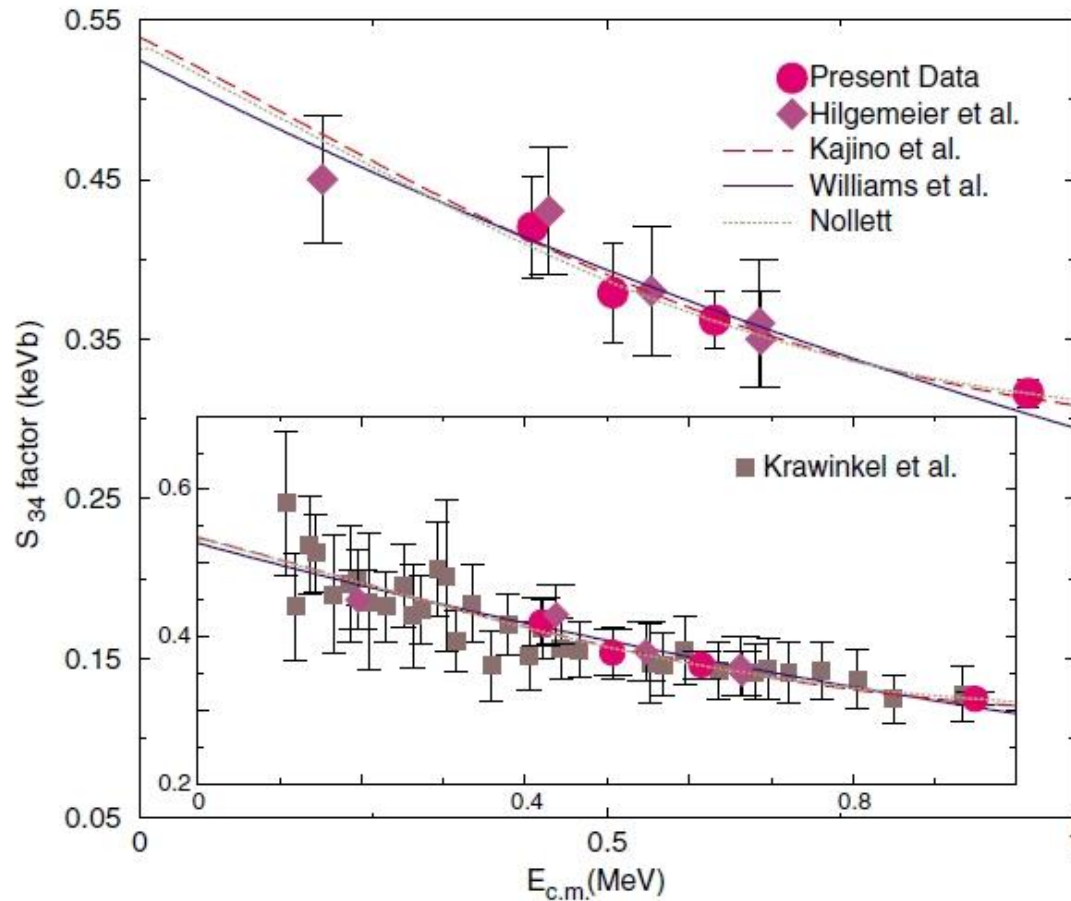 0.55
0.45
0.35
0.25
0.15
0.05
S34 factor (keVb)
Present Data
Hilgemeier et al.
Kajino et al.
Williams et al.
Nollett
Krawinkel et al.
0.6
0.4
0.2
0 0.4 0.8
0 0.5 1
Ec.m.(MeV)